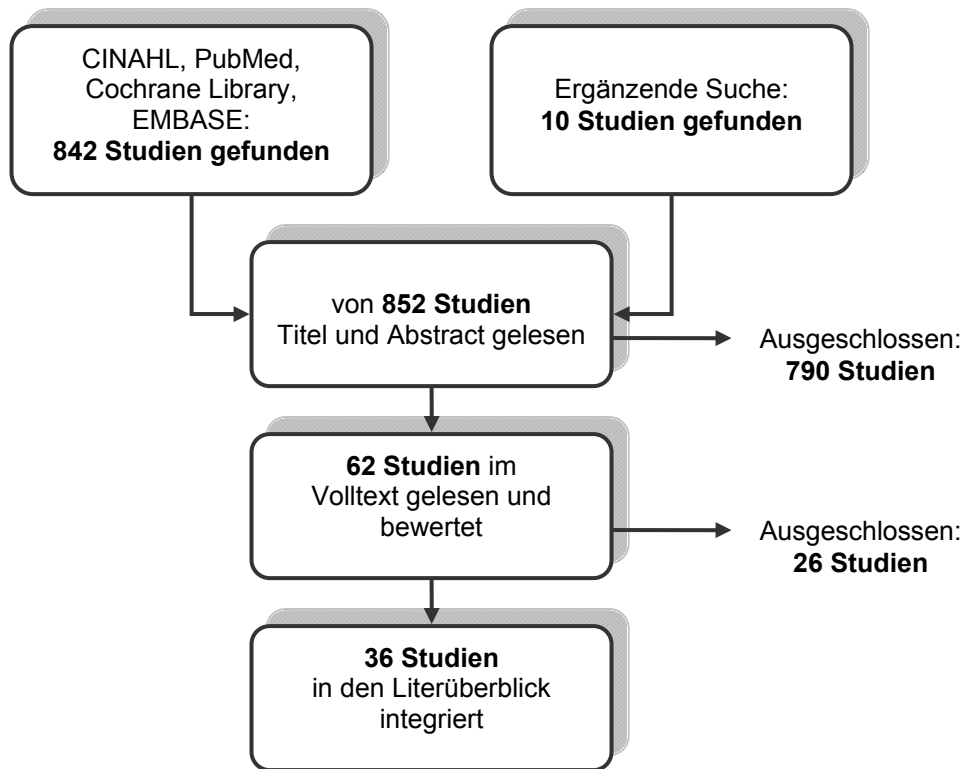 CINAHL, PubMed,
Cochrane Library,
EMBASE:
842 Studien gefunden
Ergänzende Suche:
10 Studien gefunden
von 852 Studien
Titel und Abstract gelesen
Ausgeschlossen:
790 Studien
62 Studien im
Volltext gelesen und
bewertet
Ausgeschlossen:
26 Studien
36 Studien
in den Literüberblick
integriert